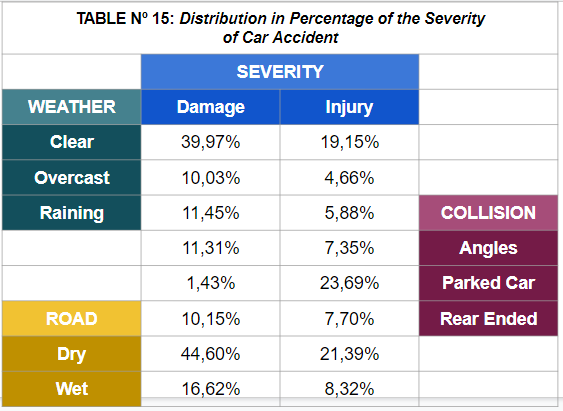 TABLE Nº 15: Distribution in Percentage of the Severity
of Car Accident
SEVERITY
WEATHER Damage Injury
Clear 39,97% 19,15%
Overcast 10,03% 4,66%
Raining 11,45% 5,88% COLLISION
11,31% 7,35% Angles
1,43% 23,69% Parked Car
ROAD 10,15% 7,70% Rear Ended
Dry 44,60% 21,39%
Wet 16,62% 8,32%